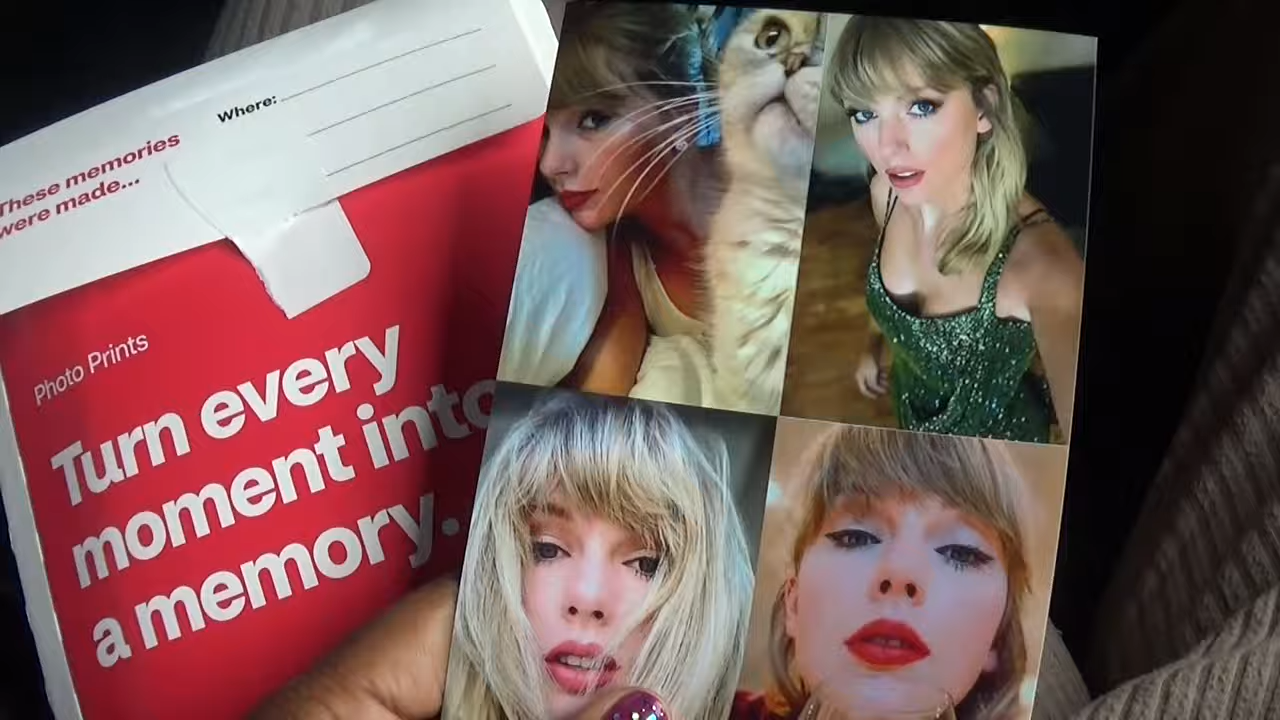 Where:
These memories
were made...
Photo Prints
Turn every
moment into
a memory.